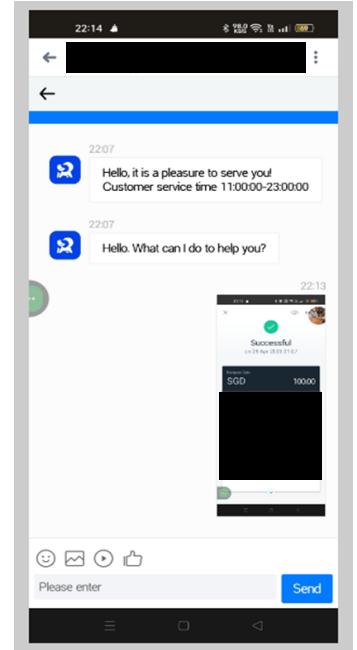 22:14
22:07
Hello, it is a pleasure to serve you!
Customer service time 11:00:00-23:00:00
22:07
Hello. What can I do to help you?
22:13
Successful
SGD 100.00
Please enter
Send